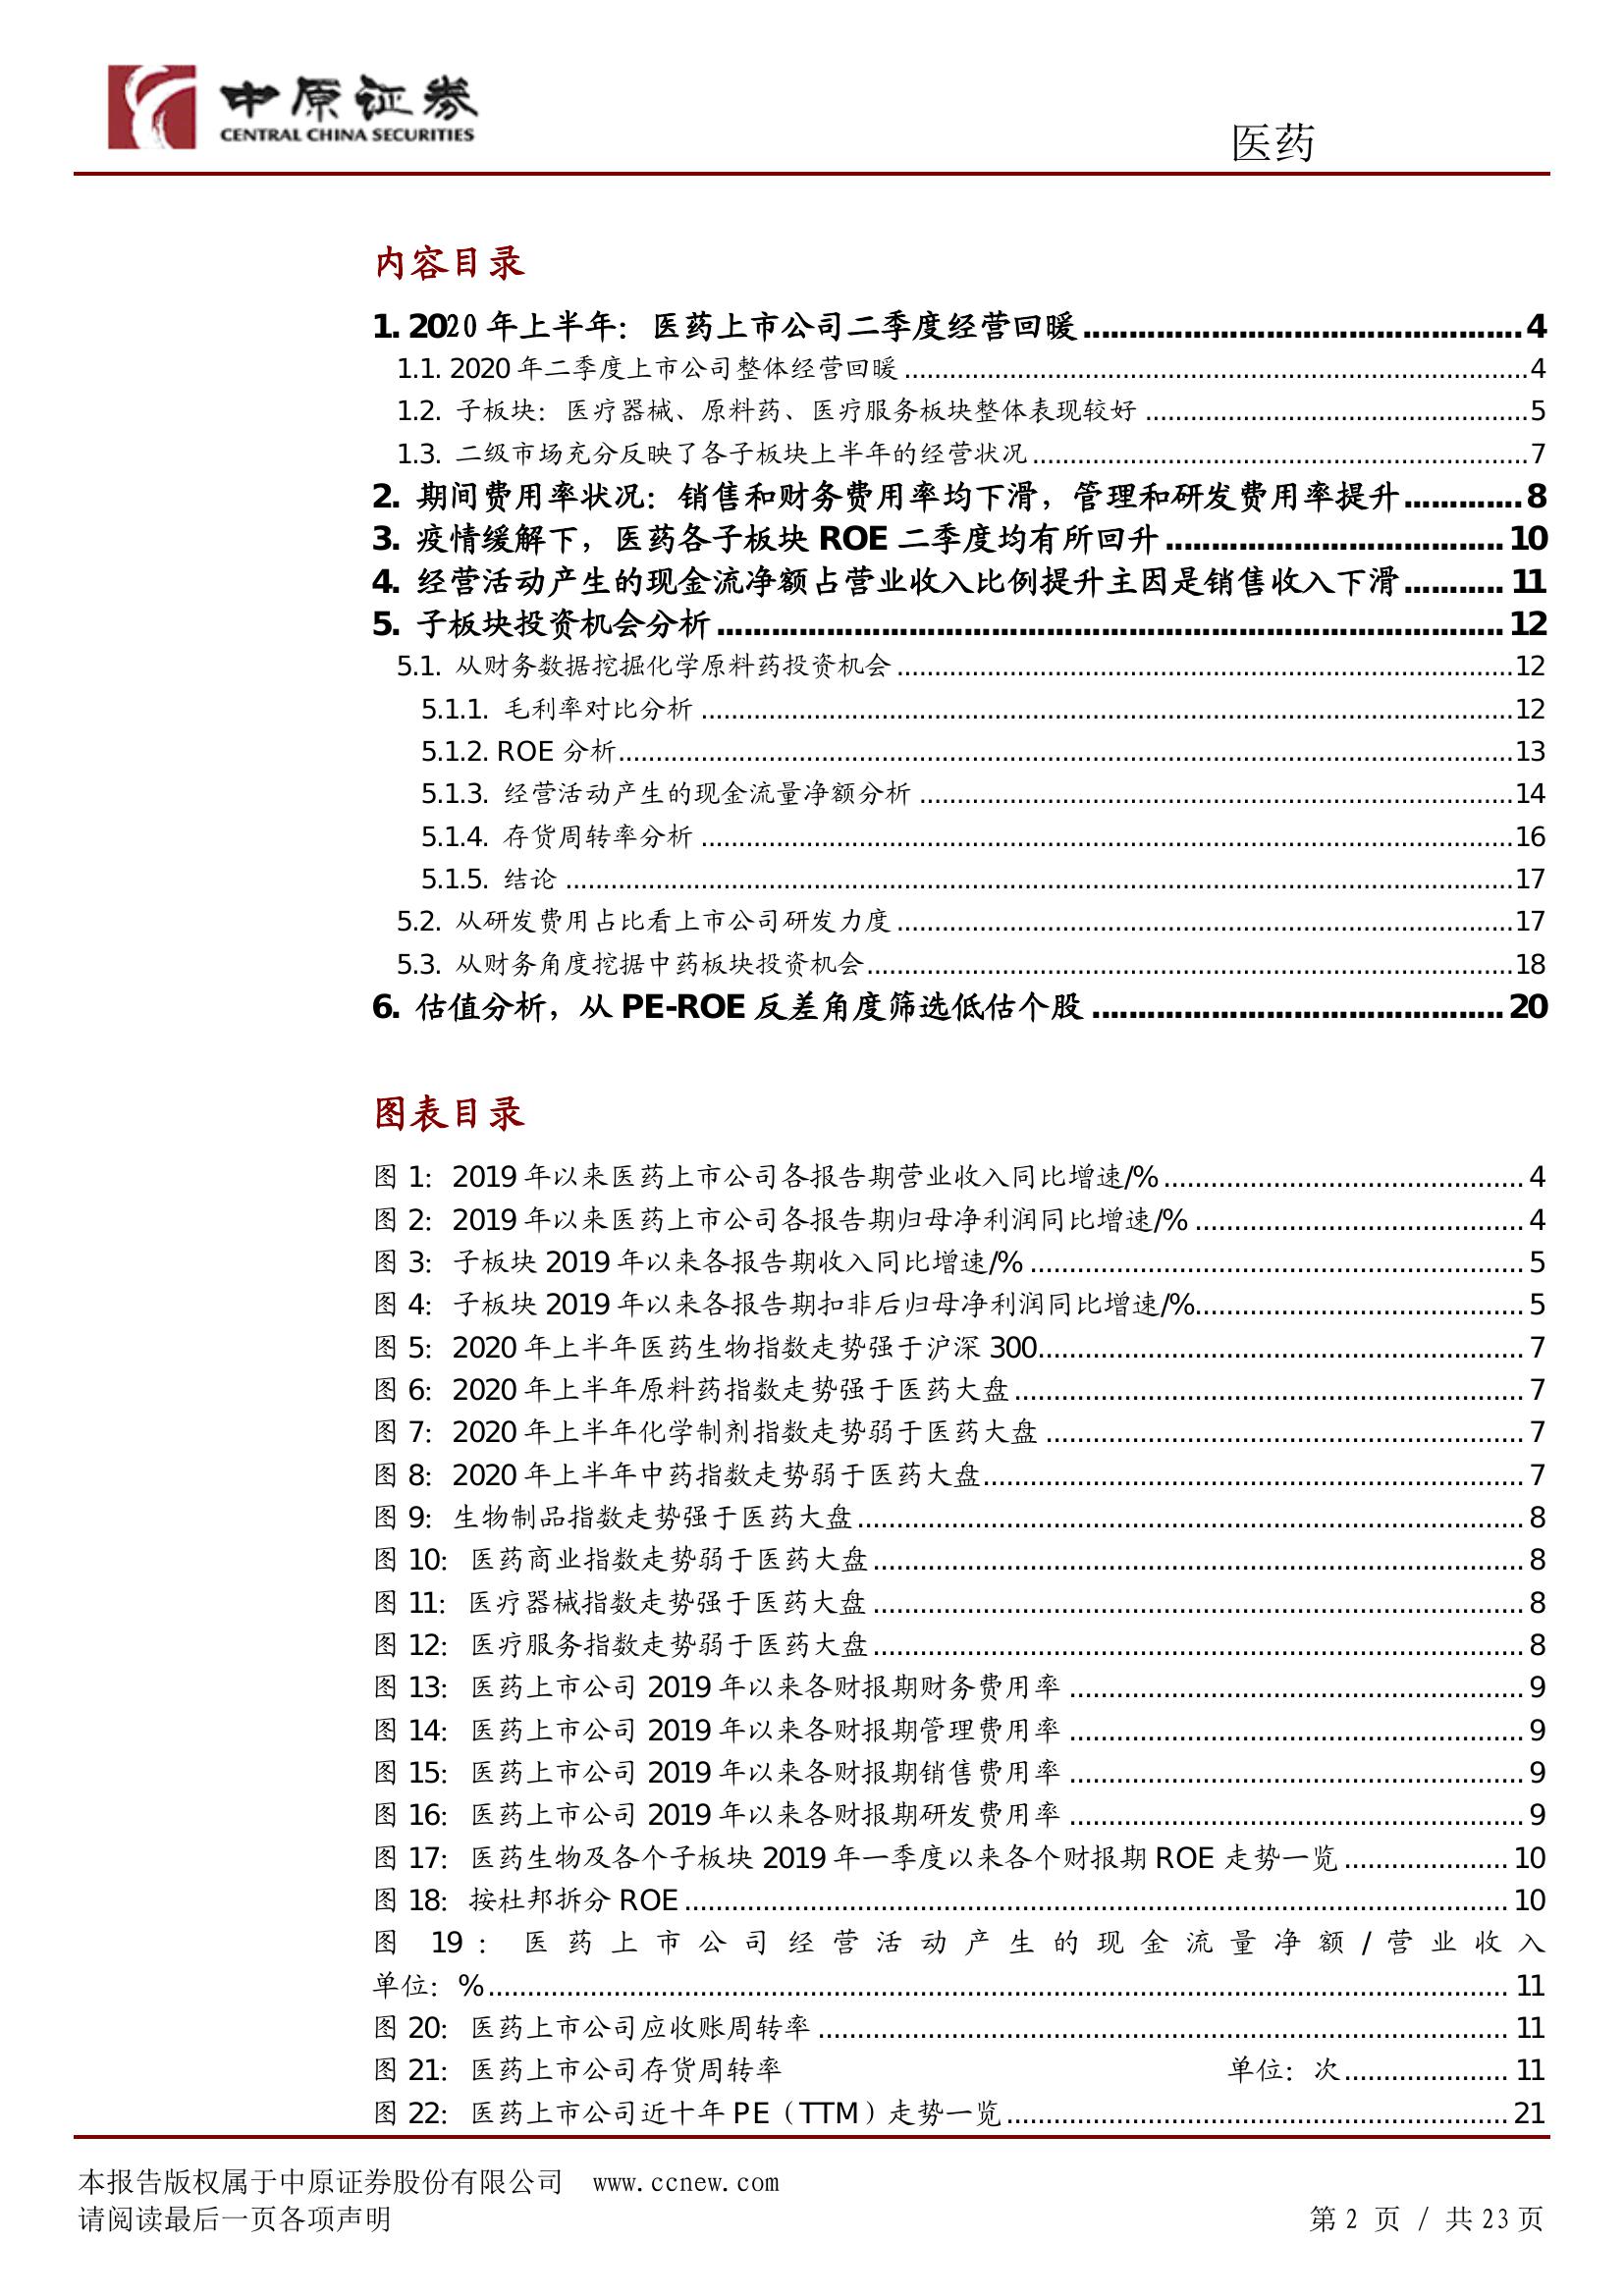 中原证券
CENTRAL CHINA SECURITIES
医药
内容目录
1. 2020 年上半年：医药上市公司二季度经营回暖......4
1.1. 2020 年二季度上市公司整体经营回暖......4
1.2. 子板块：医疗器械、原料药、医疗服务板块整体表现较好......5
1.3. 二级市场充分反映了各子板块上半年的经营状况......7
2. 期间费用率状况：销售和财务费用率均下滑，管理和研发费用率提升......8
3. 疫情缓解下，医药各子板块 ROE 二季度均有所回升......10
4. 经营活动产生的现金流净额占营业收入比例提升主因是销售收入下滑......11
5. 子板块投资机会分析......12
5.1. 从财务数据挖掘化学原料药投资机会......12
5.1.1. 毛利率对比分析......12
5.1.2. ROE 分析......13
5.1.3. 经营活动产生的现金流量净额分析......14
5.1.4. 存货周转率分析......16
5.1.5. 结论......17
5.2. 从研发费用占比看上市公司研发力度......17
5.3. 从财务角度挖据中药板块投资机会......18
6. 估值分析，从 PE-ROE 反差角度筛选低估个股......20
图表目录
图 1：2019 年以来医药上市公司各报告期营业收入同比增速/%......4
图 2：2019 年以来医药上市公司各报告期归母净利润同比增速/%......4
图 3：子板块 2019 年以来各报告期收入同比增速/%......5
图 4：子板块 2019 年以来各报告期扣非后归母净利润同比增速/%......5
图 5：2020 年上半年医药生物指数走势强于沪深 300......7
图 6：2020 年上半年原料药指数走势强于医药大盘......7
图 7：2020 年上半年化学制剂指数走势弱于医药大盘......7
图 8：2020 年上半年中药指数走势弱于医药大盘......7
图 9：生物制品指数走势强于医药大盘......8
图 10：医药商业指数走势弱于医药大盘......8
图 11：医疗器械指数走势强于医药大盘......8
图 12：医疗服务指数走势弱于医药大盘......8
图 13：医药上市公司 2019 年以来各财报期财务费用率......9
图 14：医药上市公司 2019 年以来各财报期管理费用率......9
图 15：医药上市公司 2019 年以来各财报期销售费用率......9
图 16：医药上市公司 2019 年以来各财报期研发费用率......9
图 17：医药生物及各个子板块 2019 年一季度以来各个财报期 ROE 走势一览......10
图 18：按杜邦拆分 ROE......10
图 19：医药上市公司经营活动产生的现金流量净额/营业收入
单位：%......11
图 20：医药上市公司应收账周转率......11
图 21：医药上市公司存货周转率 单位：次......11
图 22：医药上市公司近十年 PE（TTM）走势一览......21
本报告版权属于中原证券股份有限公司 www.ccnew.com
请阅读最后一页各项声明
第 2 页 / 共 23 页